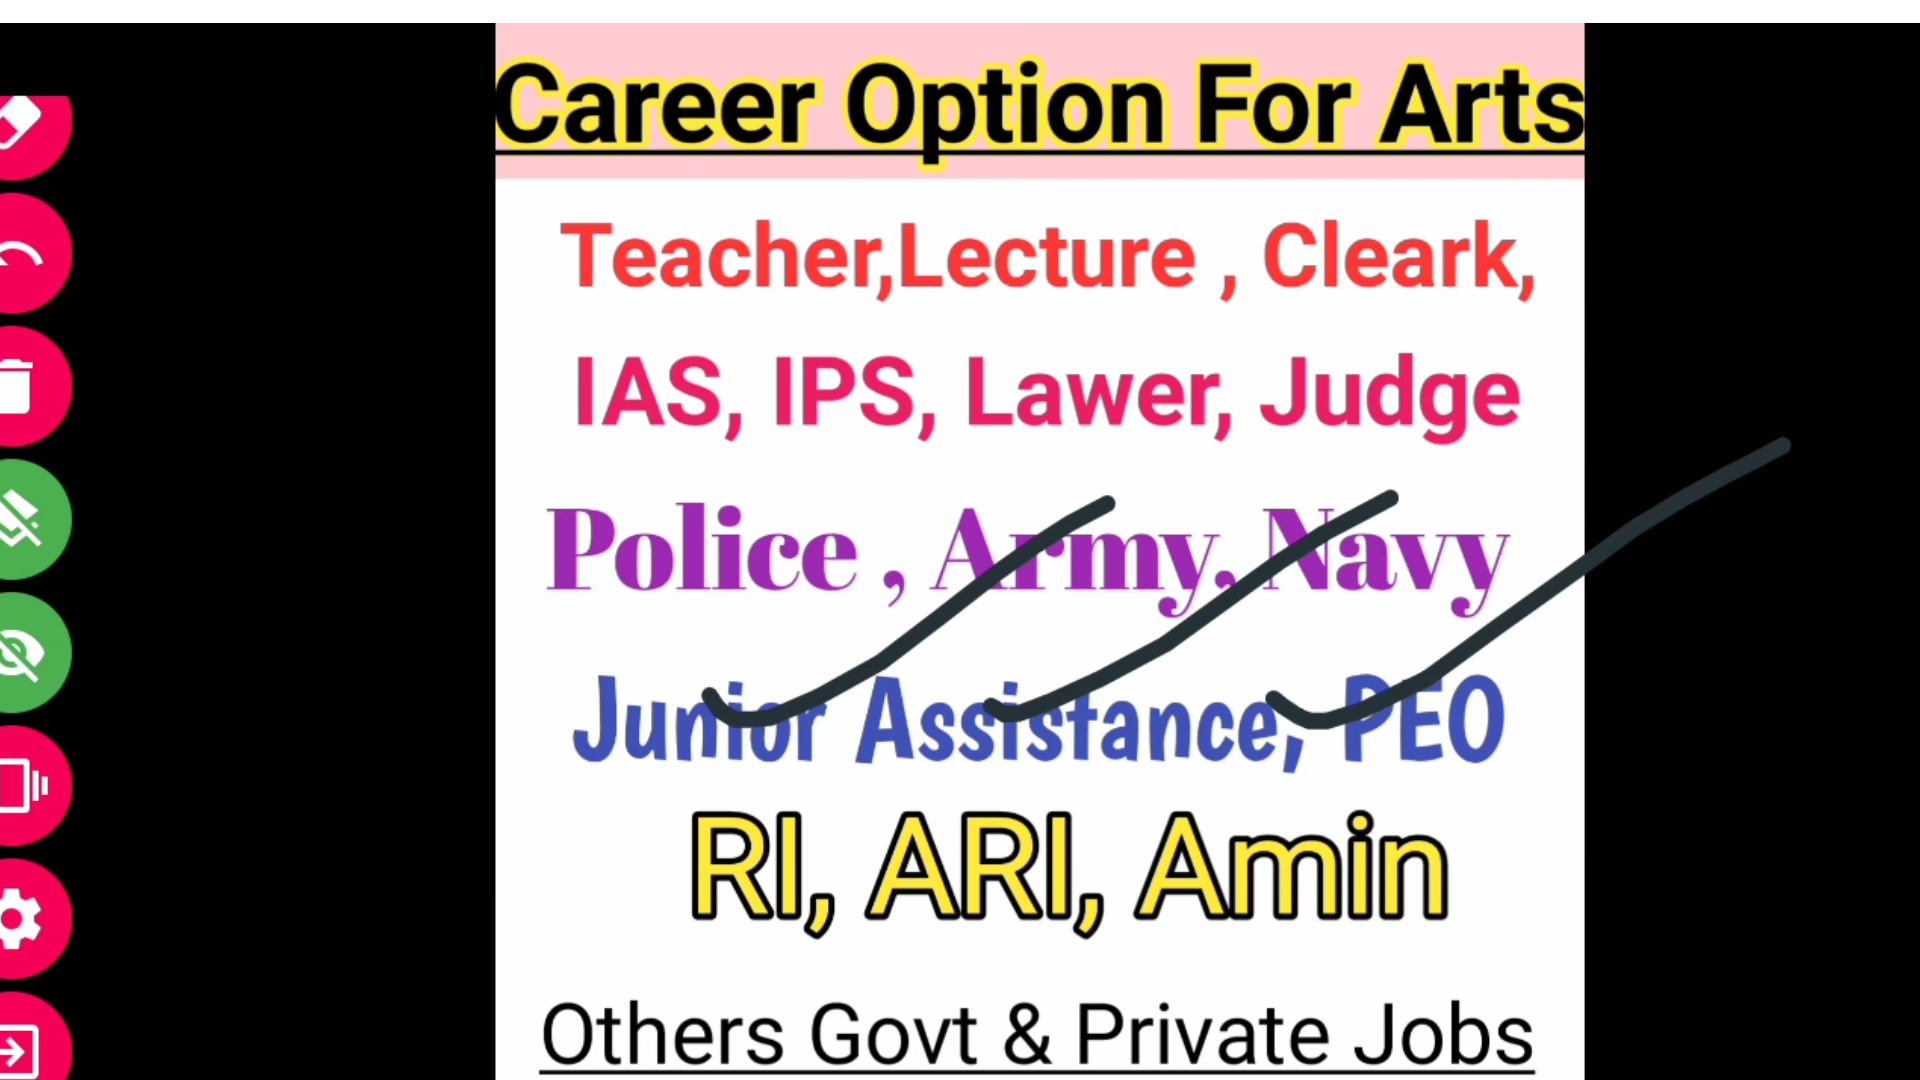 Career Option For Arts
Teacher,Lecture , Cleark,
IAS, IPS, Lawer, Judge
Police , Army, Navy
Junior Assistance, PEO
RI, ARI, Amin
Others Govt & Private Jobs